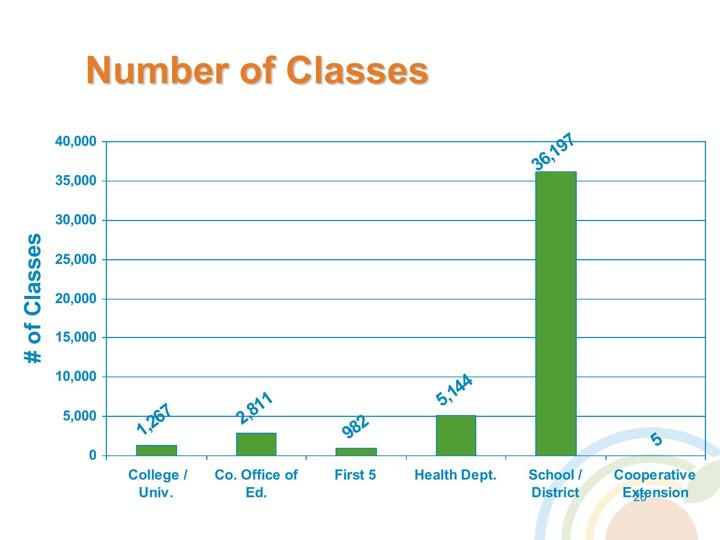 Number of Classes
# of Classes
40,000
35,000
30,000
25,000
20,000
15,000
10,000
5,000
0
1,267
2,811
982
5,144
36,197
5
College /
Univ.
Co. Office of
Ed.
First 5
Health Dept.
School /
District
Cooperative
Extension
20